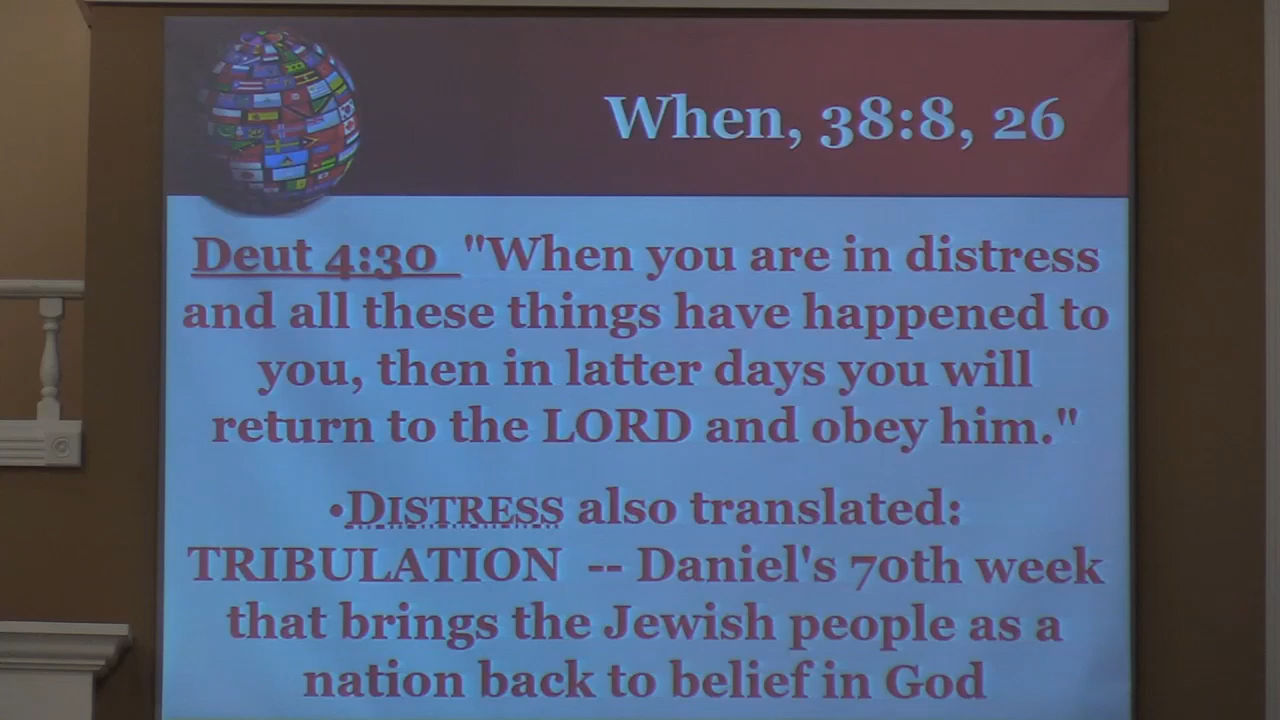 When, 38:8, 26
Deut 4:30 "When you are in distress
and all these things have happened to
you, then in latter days you will
return to the LORD and obey him."
•DISTRESS also translated:
TRIBULATION -- Daniel's 70th week
that brings the Jewish people as a
nation back to belief in God